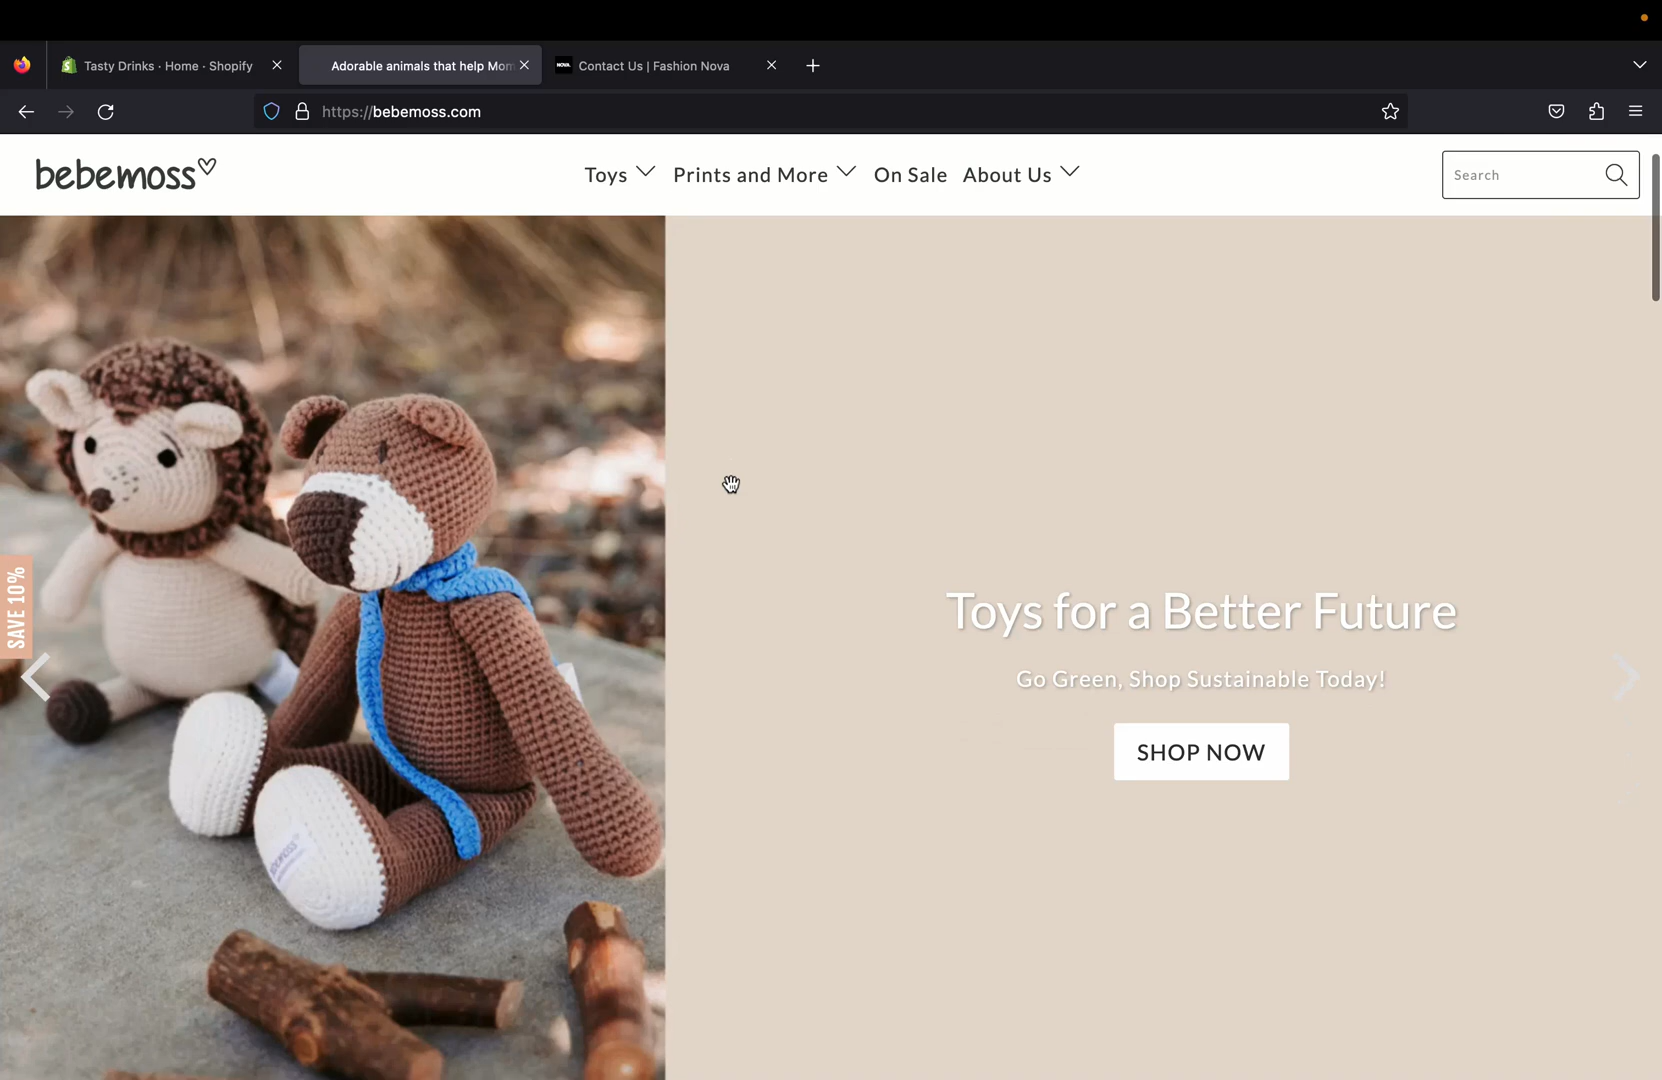 Tasty Drinks · Home · Shopify
Adorable animals that help Mom
NOVA
Contact Us | Fashion Nova
https://bebemoss.com
bebemoss
Toys
Prints and More
On Sale
About Us
Search
SAVE 10%
Toys for a Better Future
Go Green, Shop Sustainable Today!
SHOP NOW